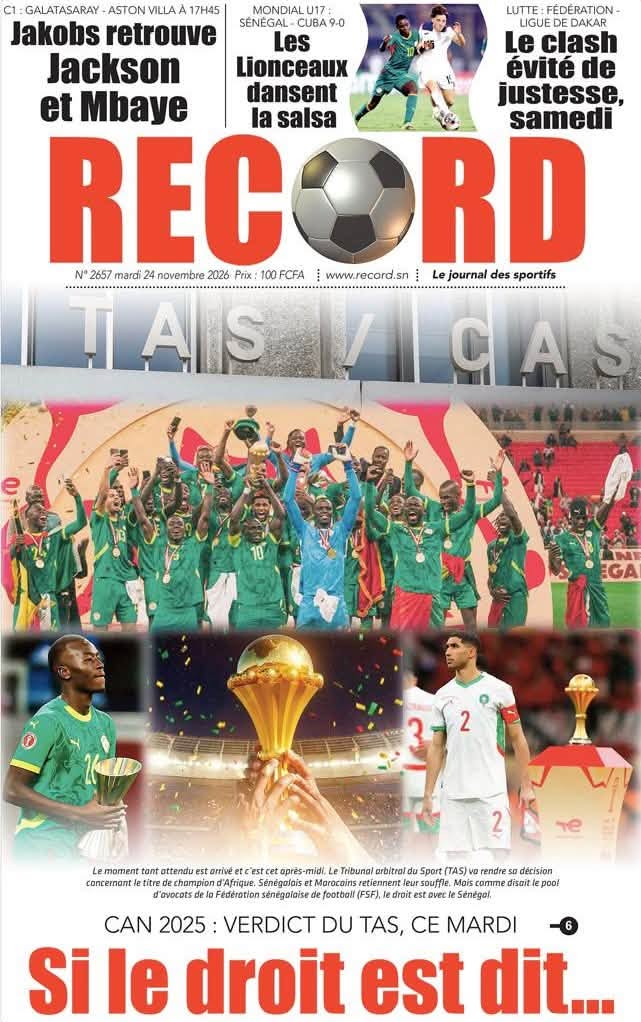 C1 : GALATASARAY - ASTON VILLA À 17H45
Jakobs retrouve
Jackson
et Mbaye
MONDIAL U17 :
SÉNÉGAL - CUBA 9-0
Les
Lionceaux
dansent
la salsa
LUTTE : FÉDÉRATION -
LIGUE DE DAKAR
Le clash
évité de
justesse,
samedi
RECORD
N° 2657 mardi 24 novembre 2026 Prix : 100 FCFA
www.record.sn
Le journal des sportifs
TAS / CAS
10
26
3
2
2
Le moment tant attendu est arrivé et c'est cet après-midi. Le Tribunal arbitral du Sport (TAS) va rendre sa décision
concernant le titre de champion d'Afrique. Sénégalais et Marocains retiennent leur souffle. Mais comme disait le pool
d'avocats de la Fédération sénégalaise de football (FSF), le droit est avec le Sénégal.
CAN 2025 : VERDICT DU TAS, CE MARDI
6
Si le droit est dit...